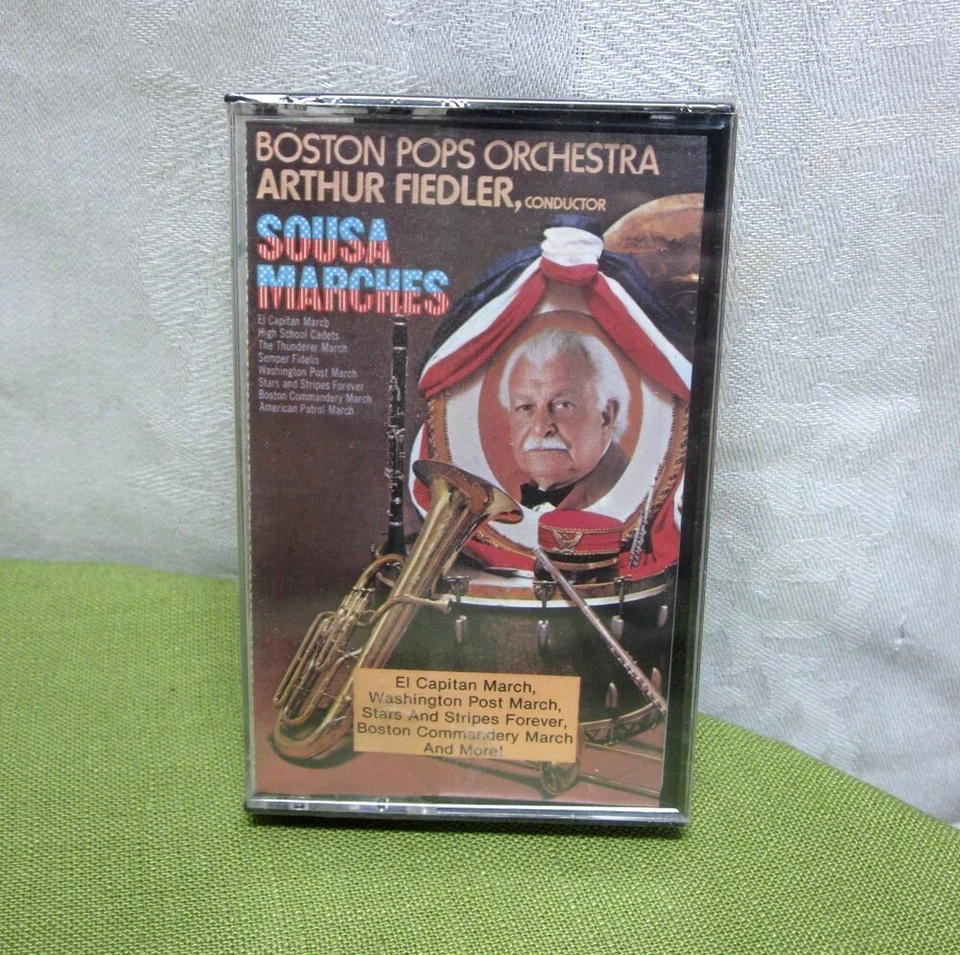 BOSTON POPS ORCHESTRA
ARTHUR FIEDLER, CONDUCTOR
SOUSA
MARCHES
El Capitan March
High School Cadets
The Thunderer March
Semper Fidelis
Washington Post March
Stars and Stripes Forever
Boston Commandery March
American Patrol March
El Capitan March,
Washington Post March,
Stars And Stripes Forever,
Boston Commandery March
And More!